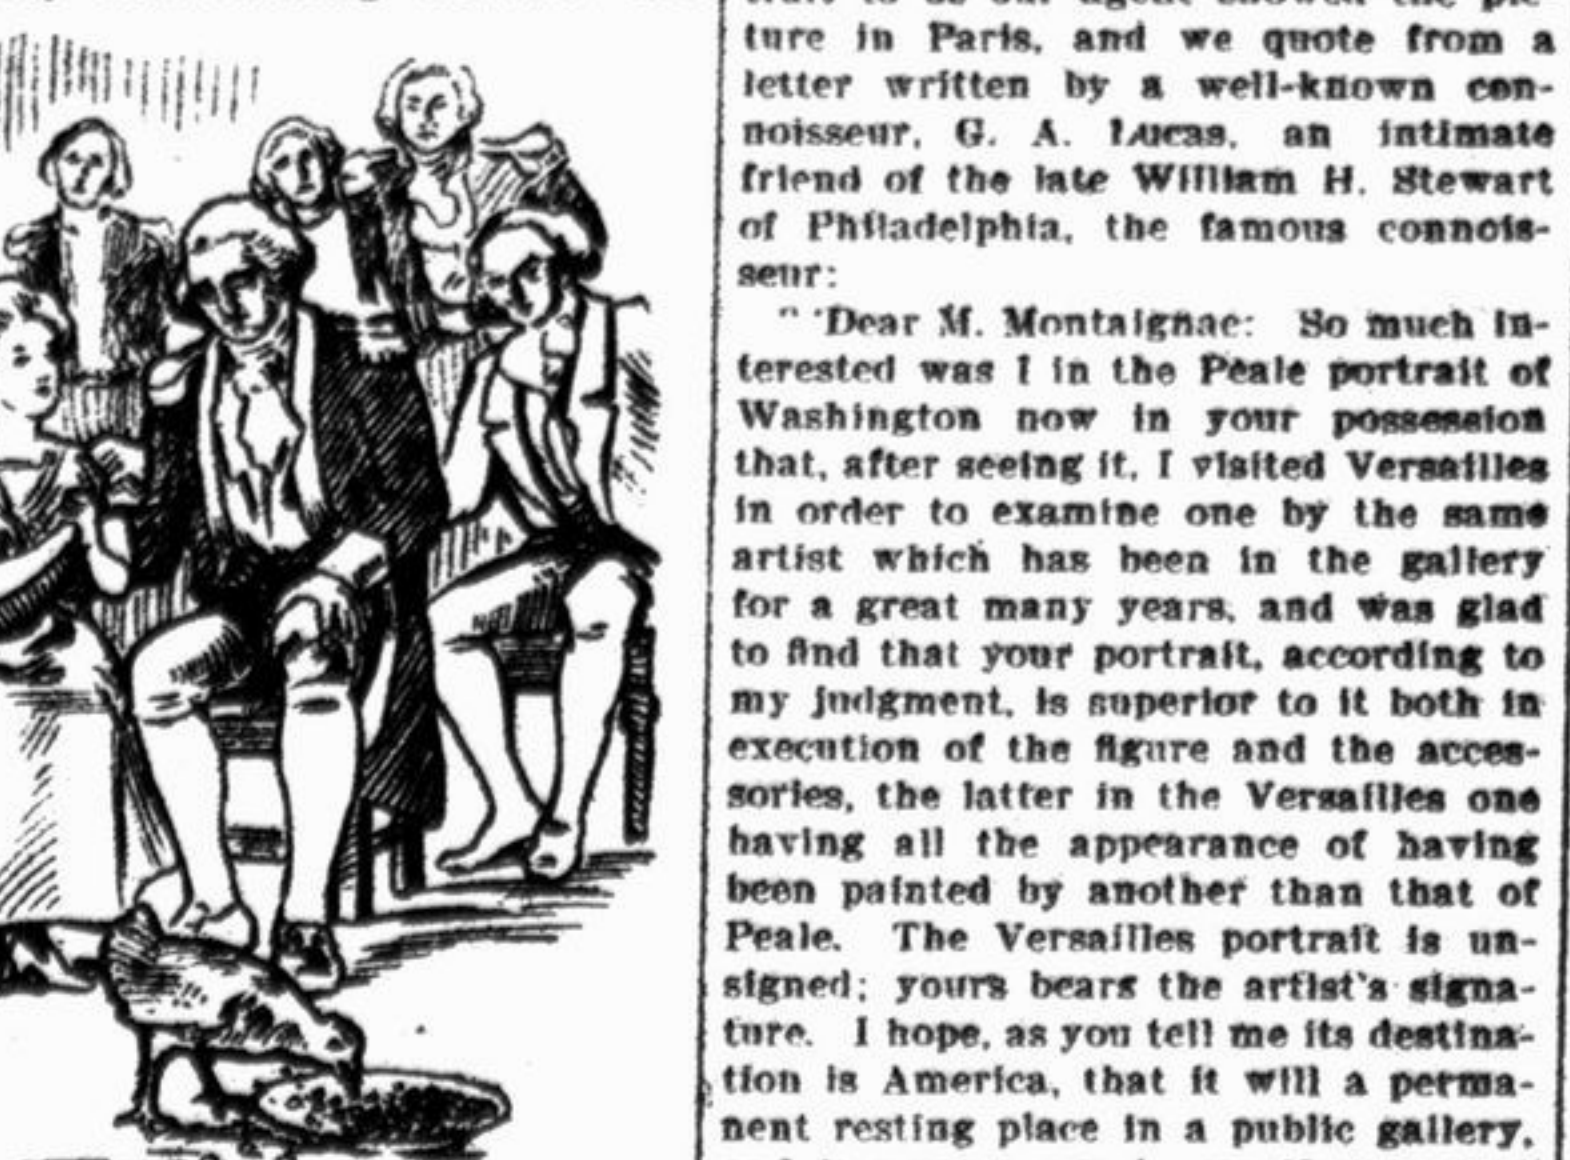 ture in Paris, and we quote from a
letter written by a well-known con-
noisseur, G. A. Lucas, an intimate
friend of the late William H. Stewart
of Philadelphia, the famous connois-
seur:
" 'Dear M. Montaignac: So much in-
terested was I in the Peale portrait of
Washington now in your possession
that, after seeing it, I visited Versailles
in order to examine one by the same
artist which has been in the gallery
for a great many years, and was glad
to find that your portrait, according to
my judgment, is superior to it both in
execution of the figure and the acces-
sories, the latter in the Versailles one
having all the appearance of having
been painted by another than that of
Peale. The Versailles portrait is un-
signed; yours bears the artist's signa-
ture. I hope, as you tell me its destina-
tion is America, that it will a perma-
nent resting place in a public gallery,